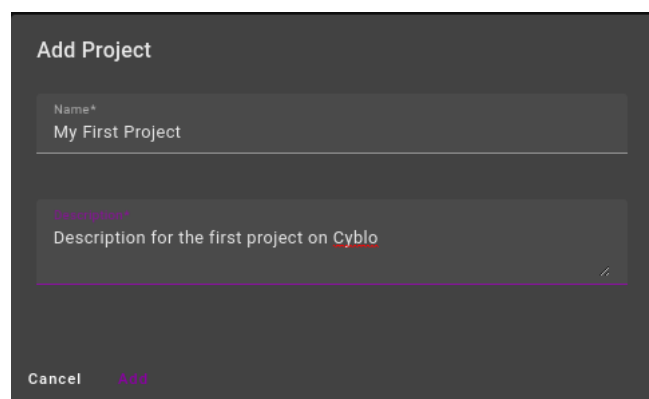 Add Project
Name*
My First Project
Description*
Description for the first project on Cyblo
Cancel Add